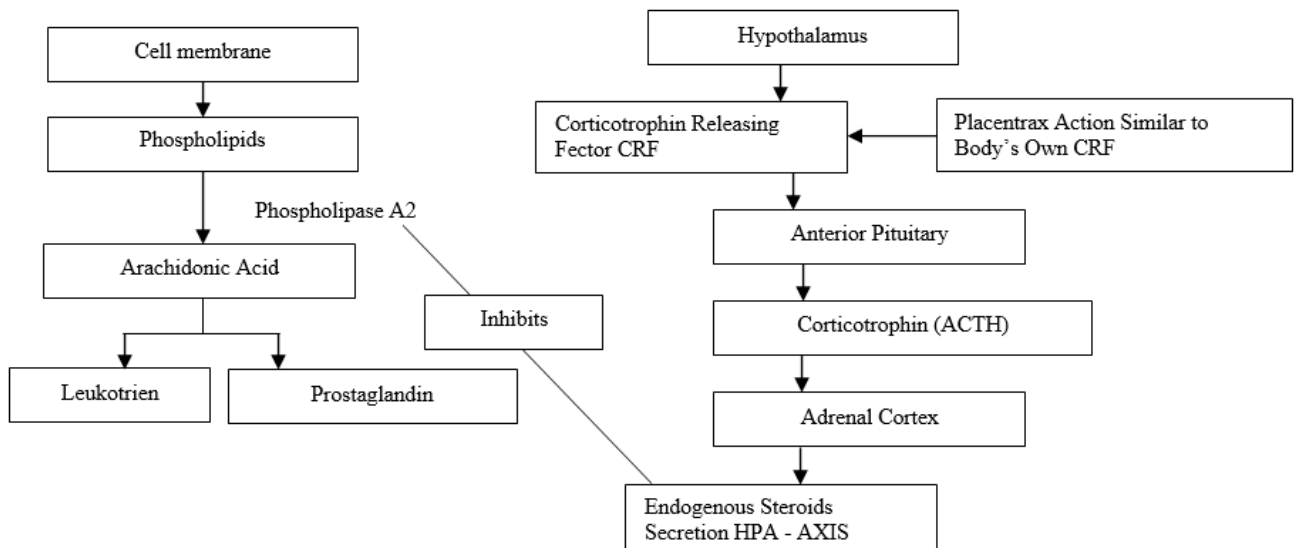 Cell membrane
Phospholipids
Phospholipase A2
Arachidonic Acid
Inhibits
Leukotrien
Prostaglandin
Hypothalamus
Corticotrophin Releasing
Fector CRF
Placentrax Action Similar to
Body’s Own CRF
Anterior Pituitary
Corticotrophin (ACTH)
Adrenal Cortex
Endogenous Steroids
Secretion HPA - AXIS